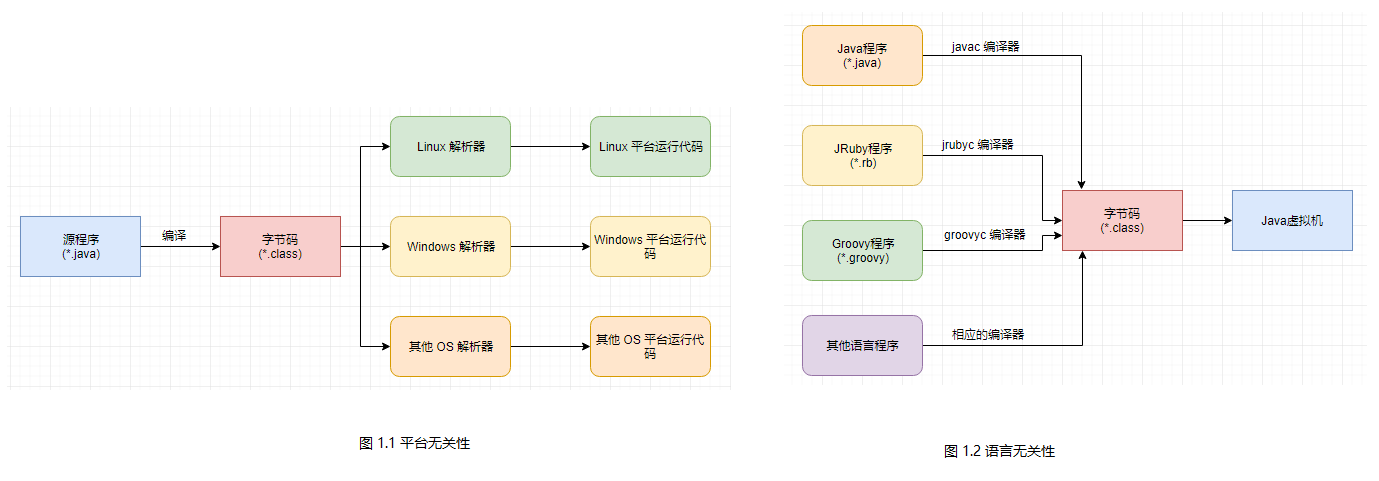 源程序
(*.java)
编译
字节码
(*.class)
Linux 解析器
Linux 平台运行代码
Windows 解析器
Windows 平台运行代
码
其他 OS 解析器
其他 OS 平台运行代
码
图 1.1 平台无关性
Java程序
(*.java)
javac 编译器
JRuby程序
(*.rb)
jrubyc 编译器
Groovy程序
(*.groovy)
groovyc 编译器
其他语言程序
相应的编译器
字节码
(*.class)
Java虚拟机
图 1.2 语言无关性